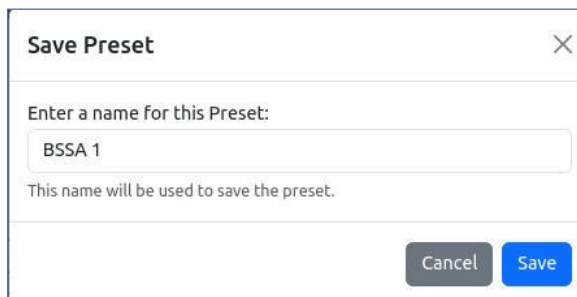 Save Preset
Enter a name for this Preset:
BSSA 1
This name will be used to save the preset.
Cancel Save